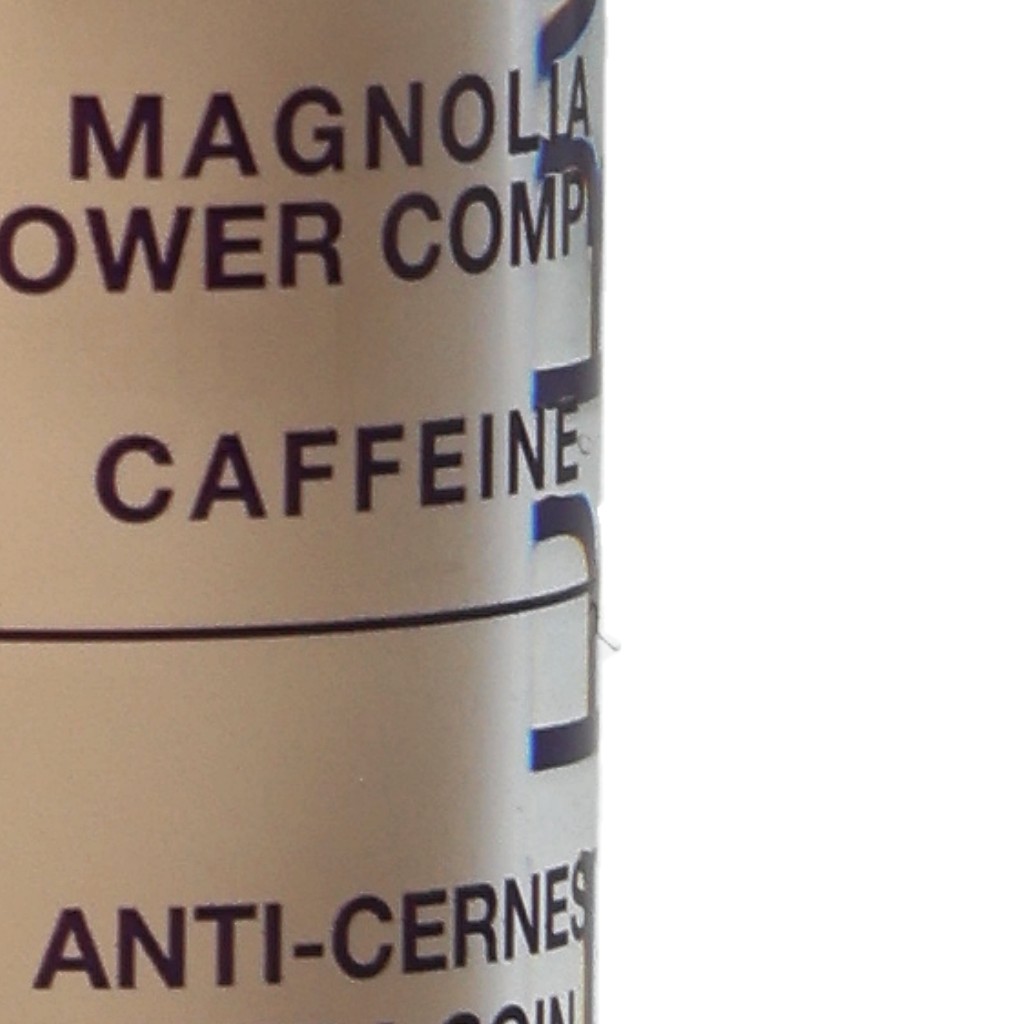 MAGNOLIA
OWER COMP
CAFFEINE
ANTI-CERNES